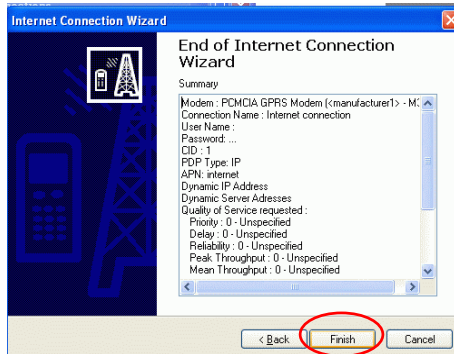 Internet Connection Wizard
End of Internet Connection
Wizard
Summary
Modem : PCMCIA GPRS Modem (<manufacturer1> -
Connection Name : Internet connection
User Name :
Password: ...
CID : 1
PDP Type: IP
APN: internet
Dynamic IP Address
Dynamic Server Adresses
Quality of Service requested :
Priority : 0 - Unspecified
Delay : 0 - Unspecified
Reliability : 0 - Unspecified
Peak Throughput : 0 - Unspecified
Mean Throughput : 0 - Unspecified
< Back Finish Cancel